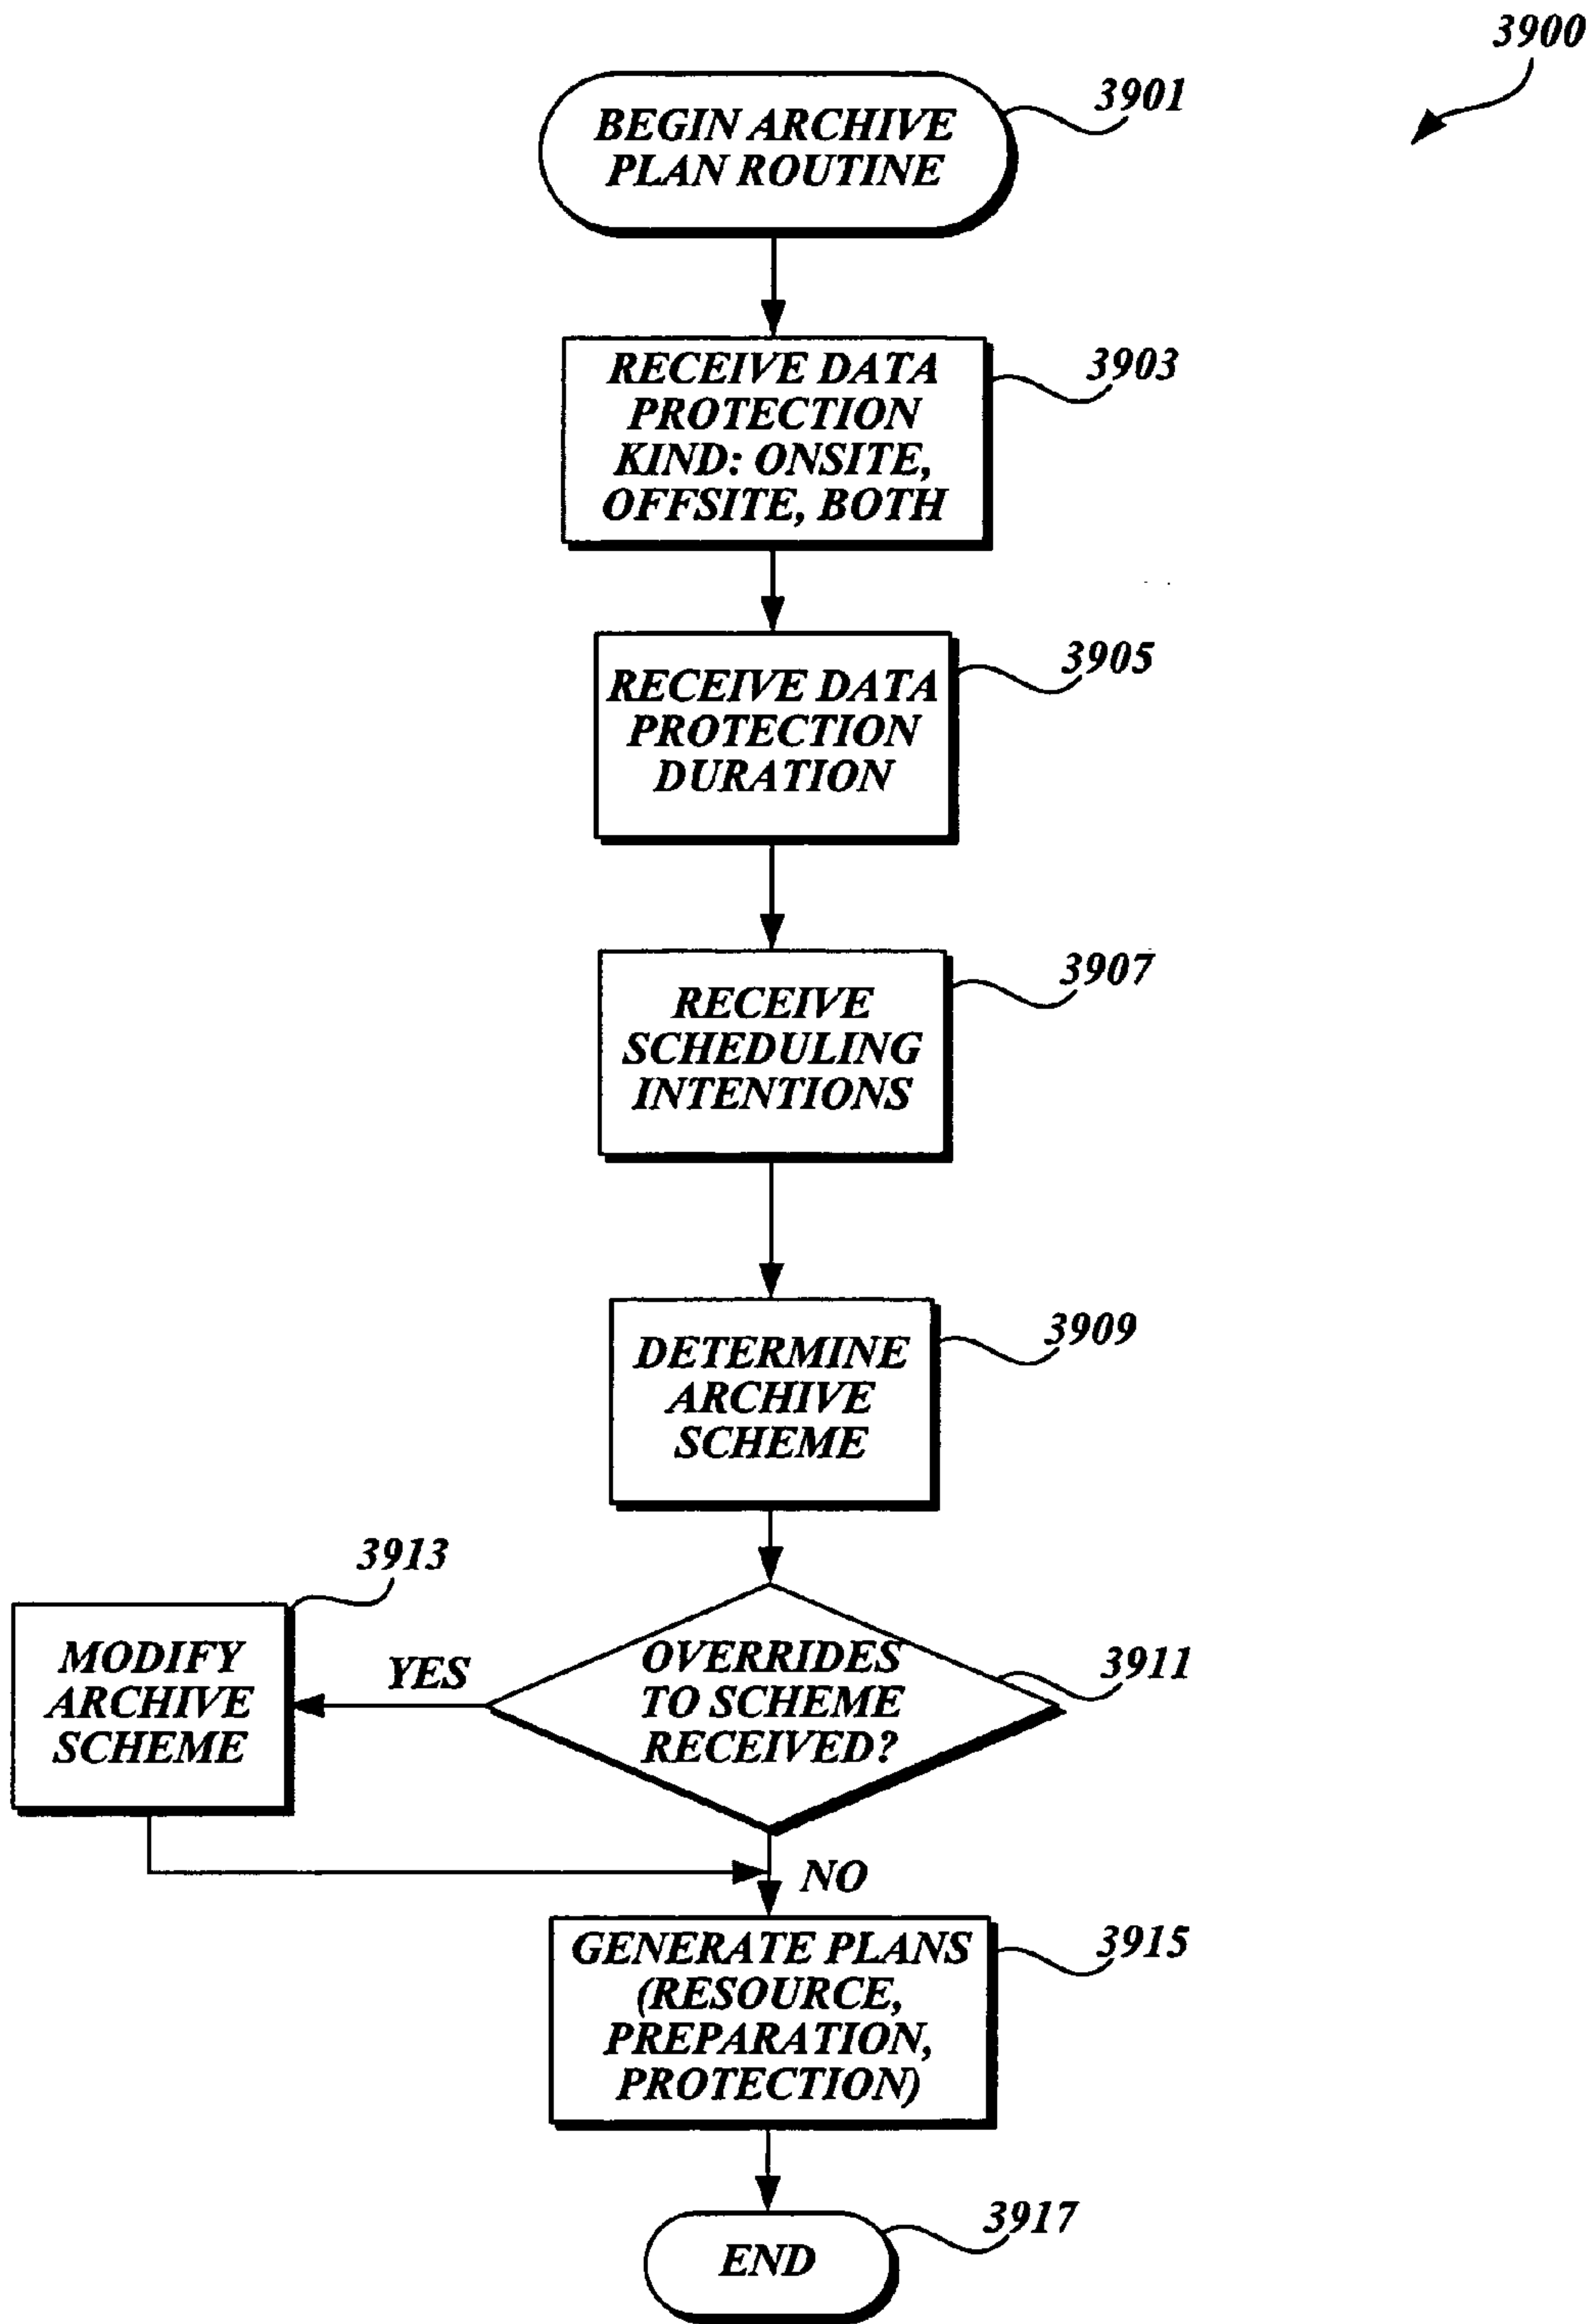 3900
BEGIN ARCHIVE
PLAN ROUTINE
3901
RECEIVE DATA
PROTECTION
KIND: ONSITE,
OFFSITE, BOTH
3903
RECEIVE DATA
PROTECTION
DURATION
3905
RECEIVE
SCHEDULING
INTENTIONS
3907
DETERMINE
ARCHIVE
SCHEME
3909
OVERRIDES
TO SCHEME
RECEIVED?
3911
YES
3913
MODIFY
ARCHIVE
SCHEME
NO
GENERATE PLANS
(RESOURCE,
PREPARATION,
PROTECTION)
3915
END
3917